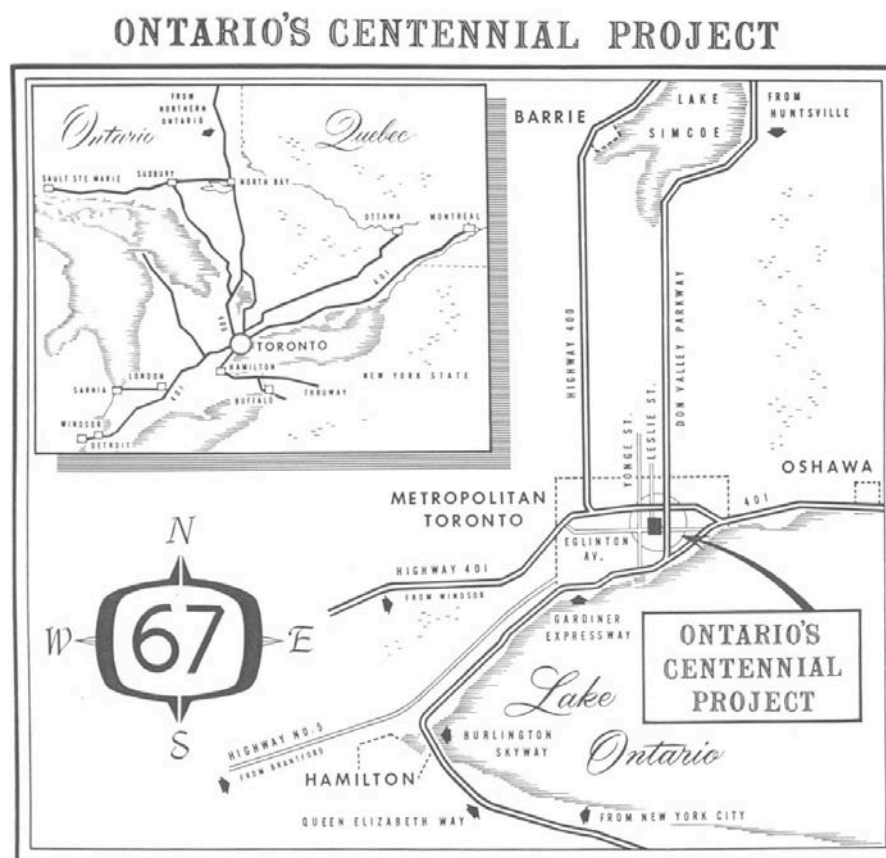 ONTARIO'S CENTENNIAL PROJECT
FROM
NORTHERN
ONTARIO
Ontario
Quebec
SAULT STE MARIE
SUDBURY
NORTH BAY
OTTAWA
MONTREAL
401
400
TORONTO
HAMILTON
NEW YORK STATE
LONDON
SARNIA
401
BUFFALO
THRUWAY
WINDSOR
DETROIT
BARRIE
LAKE
SIMCOE
FROM
HUNTSVILLE
HIGHWAY 400
YONGE ST.
LESLIE ST.
DON VALLEY PARKWAY
OSHAWA
METROPOLITAN
TORONTO
401
EGLINTON
AV.
HIGHWAY 401
FROM WINDSOR
GARDINER
EXPRESSWAY
ONTARIO'S
CENTENNIAL
PROJECT
N
W
67
E
S
Lake
Ontario
HIGHWAY NO. 5
FROM BRANTFORD
BURLINGTON
SKYWAY
HAMILTON
QUEEN ELIZABETH WAY
FROM NEW YORK CITY